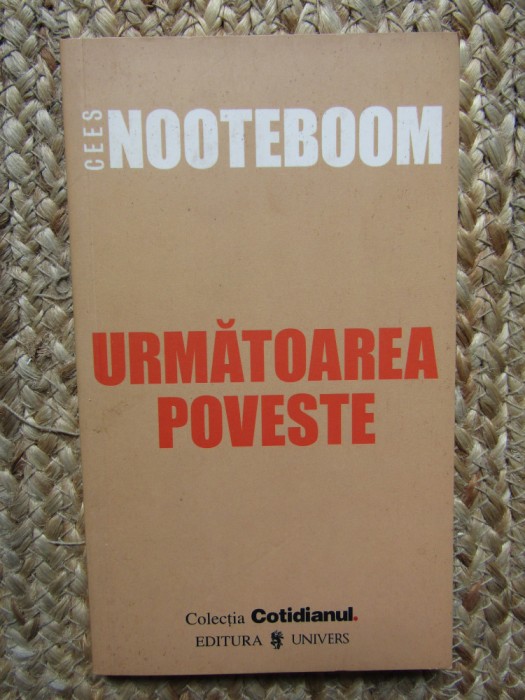 CEES
NOOTEBOOM
URMĂTOAREA
POVESTE
Colecția Cotidianul.
EDITURA UNIVERS